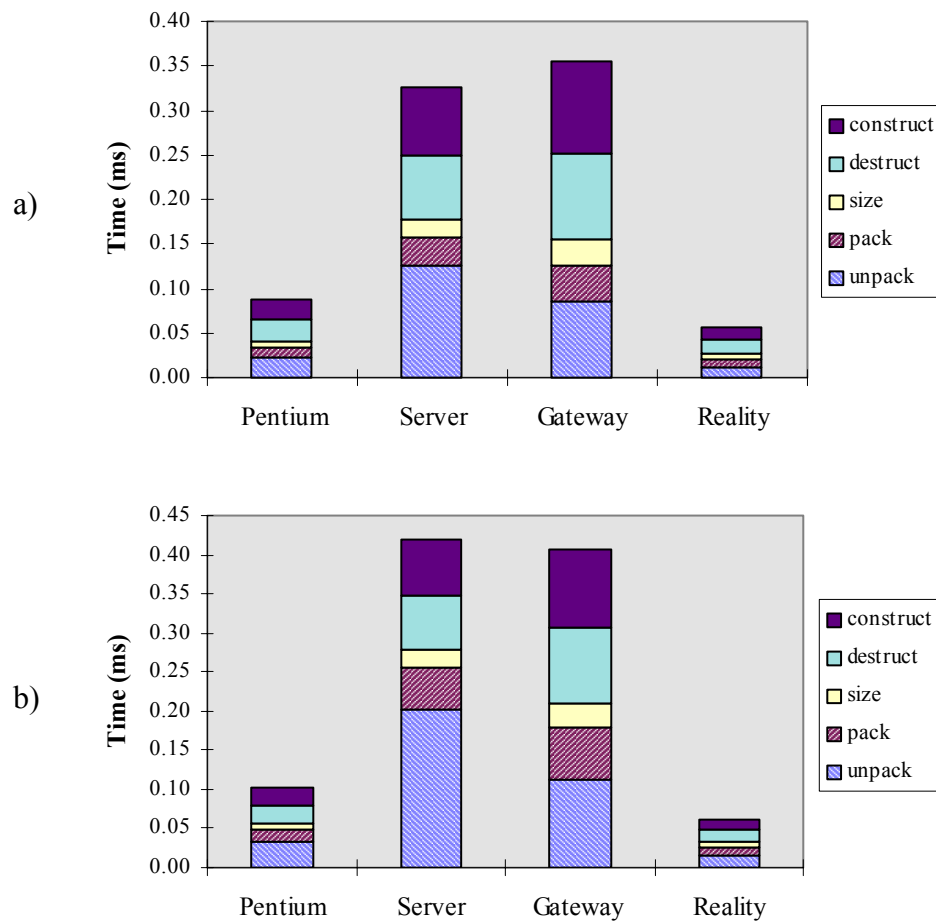 a)
Time (ms)
0.40
0.35
0.30
0.25
0.20
0.15
0.10
0.05
0.00
Pentium Server Gateway Reality
construct
destruct
size
pack
unpack
b)
Time (ms)
0.45
0.40
0.35
0.30
0.25
0.20
0.15
0.10
0.05
0.00
Pentium Server Gateway Reality
construct
destruct
size
pack
unpack